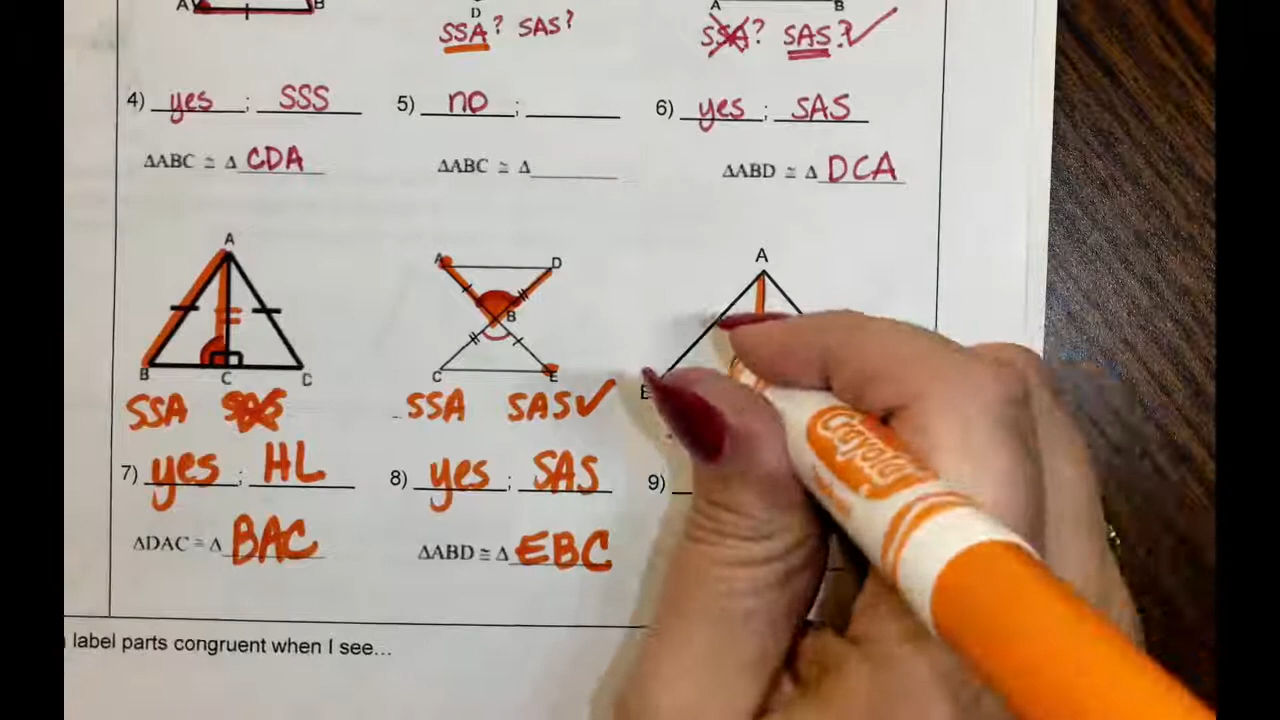 A B
D
SSA? SAS?
A B
SSA? SAS?✓
4) yes ; SSS
5) no ;
6) yes ; SAS
ΔABC ≅ Δ CDA
ΔABC ≅ Δ
ΔABD ≅ Δ DCA
A
B C D
SSA SAS
7) yes ; HL
ΔDAC ≅ Δ BAC
A D
B
C E
SSA SAS✓
8) yes ; SAS
ΔABD ≅ Δ EBC
A
9)
Crayola
label parts congruent when I see...